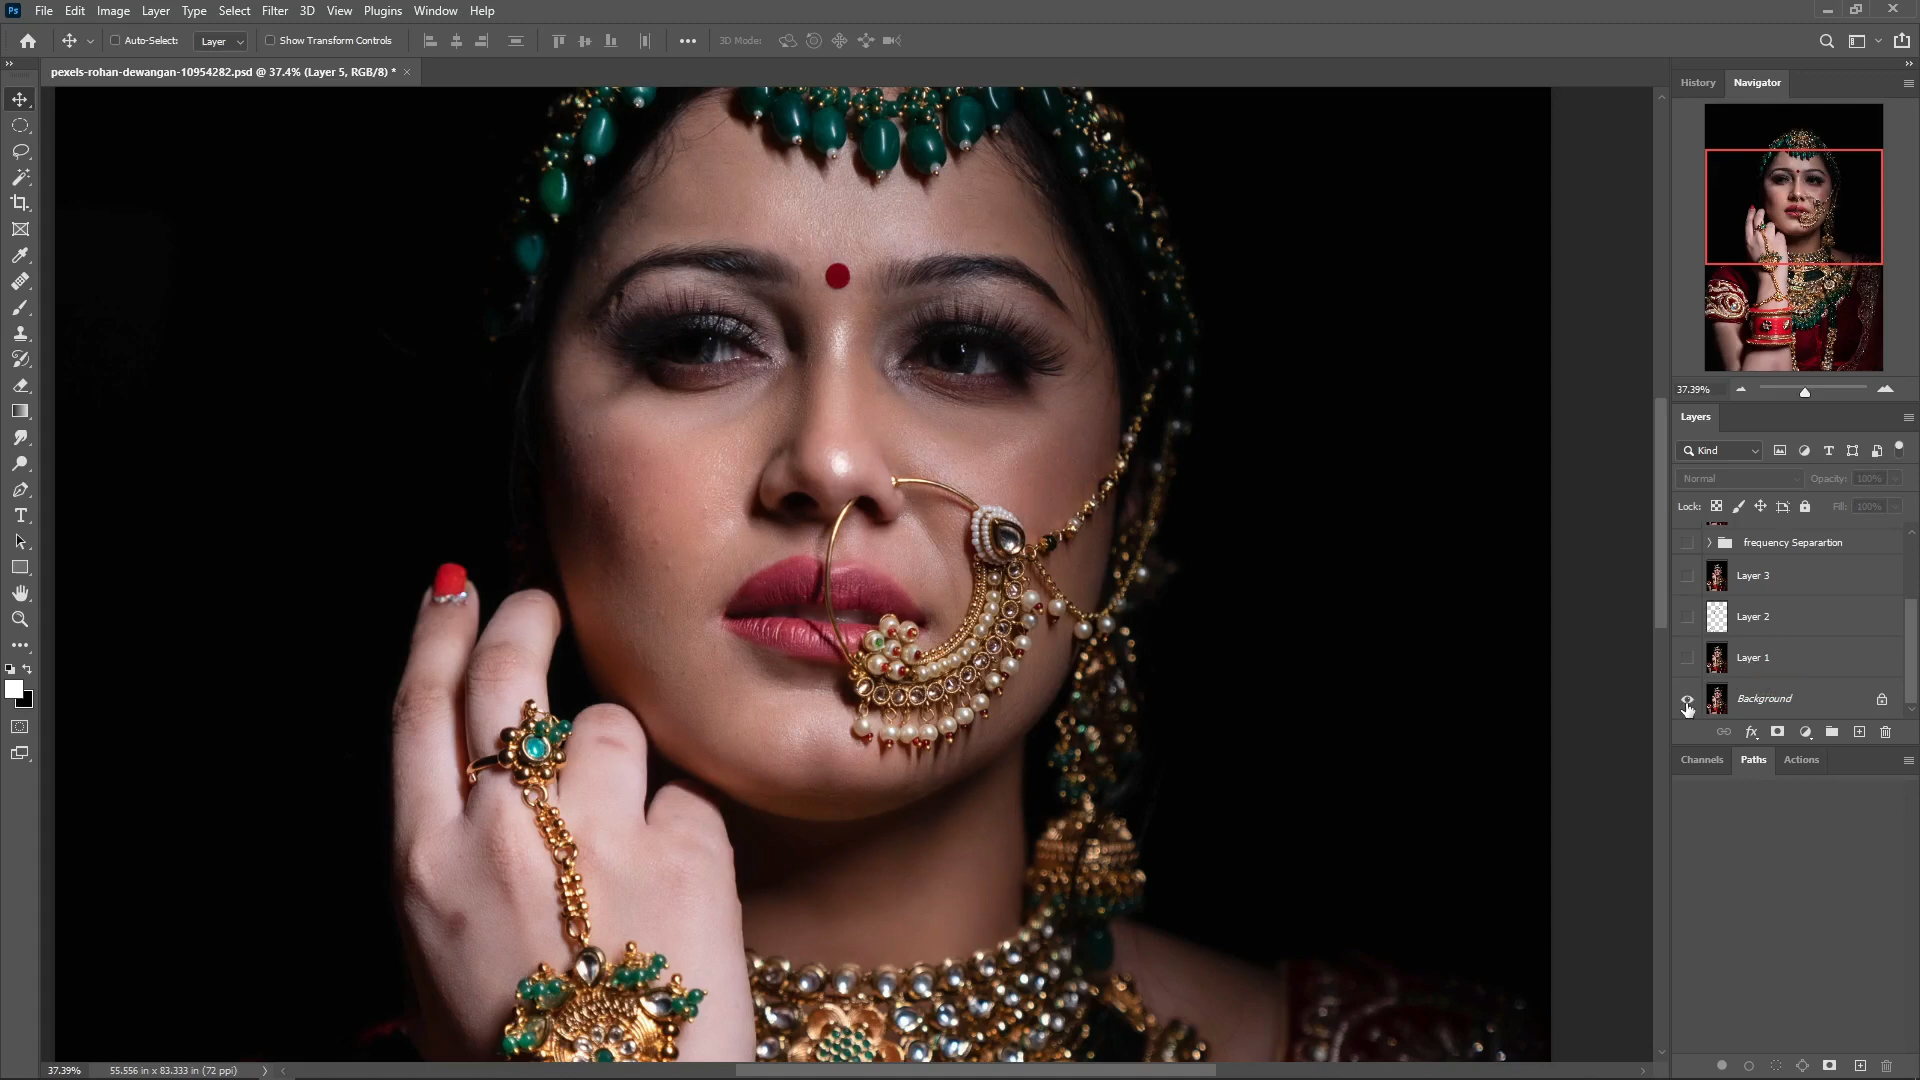 Ps File Edit Image Layer Type Select Filter 3D View Plugins Window Help
Auto-Select: Layer Show Transform Controls 3D Mode:
pexels-rohan-dewangan-10954282.psd @ 37.4% (Layer 5, RGB/8) *
History Navigator
37.39%
Layers
Kind
Normal Opacity: 100%
Lock: Fill: 100%
frequency Separartion
Layer 3
Layer 2
Layer 1
Background
fx
Channels Paths Actions
37.39% 55.556 in x 83.333 in (72 ppi)